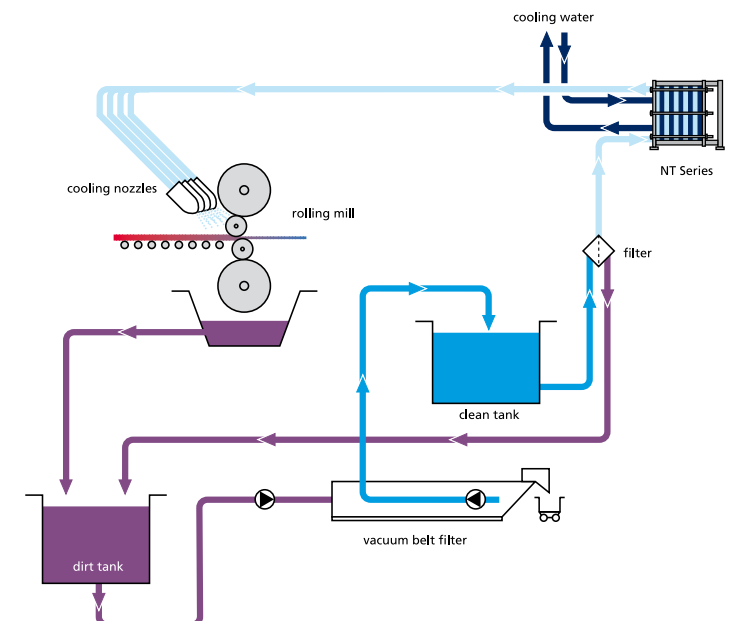 cooling water
NT Series
cooling nozzles
rolling mill
filter
clean tank
vacuum belt filter
dirt tank